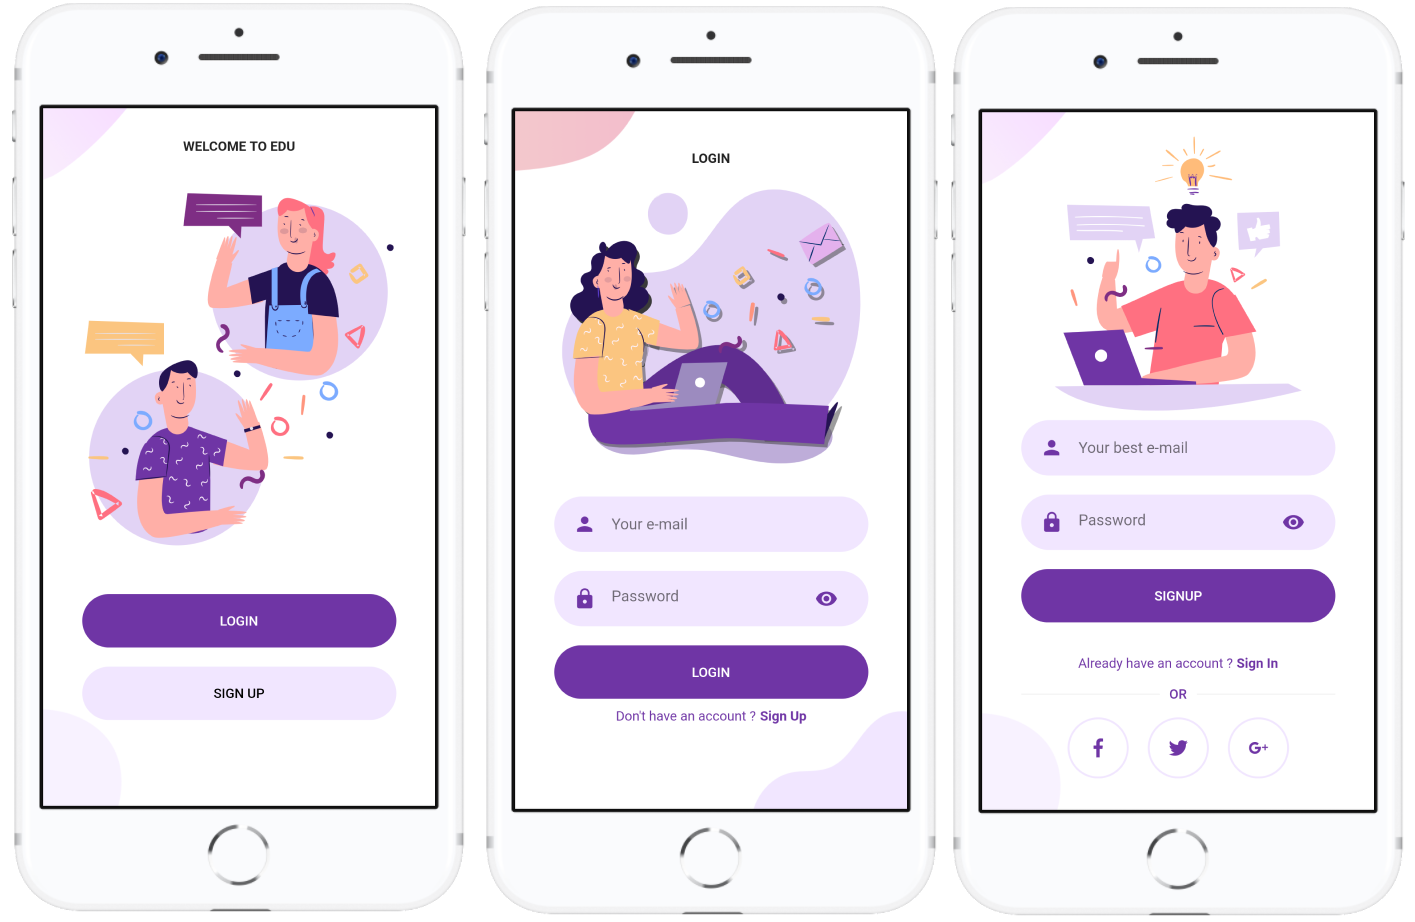 WELCOME TO EDU
LOGIN
SIGN UP
LOGIN
Your e-mail
Password
LOGIN
Don't have an account ? Sign Up
Your best e-mail
Password
SIGNUP
Already have an account ? Sign In
OR
f
G+